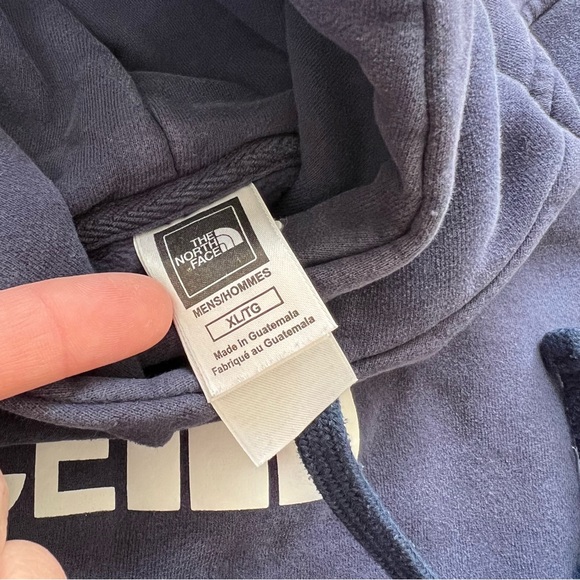 THE
NORTH
FACE
MENS/HOMMES
XL/TG
Made in Guatemala
Fabriqué au Guatemala